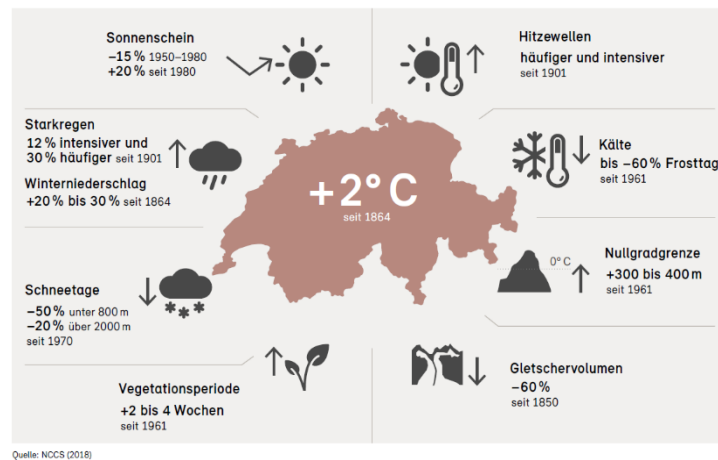 Sonnenschein
–15 % 1950–1980
+20 % seit 1980
Hitzewellen
häufiger und intensiver
seit 1901
Starkregen
12 % intensiver und
30 % häufiger seit 1901
Winterniederschlag
+20 % bis 30 % seit 1864
Kälte
bis –60 % Frosttag
seit 1961
+2° C
seit 1864
Nullgradgrenze
0° C
+300 bis 400 m
seit 1961
Schneetage
–50 % unter 800 m
–20 % über 2000 m
seit 1970
Vegetationsperiode
+2 bis 4 Wochen
seit 1961
Gletschervolumen
–60 %
seit 1850
Quelle: NCCS (2018)